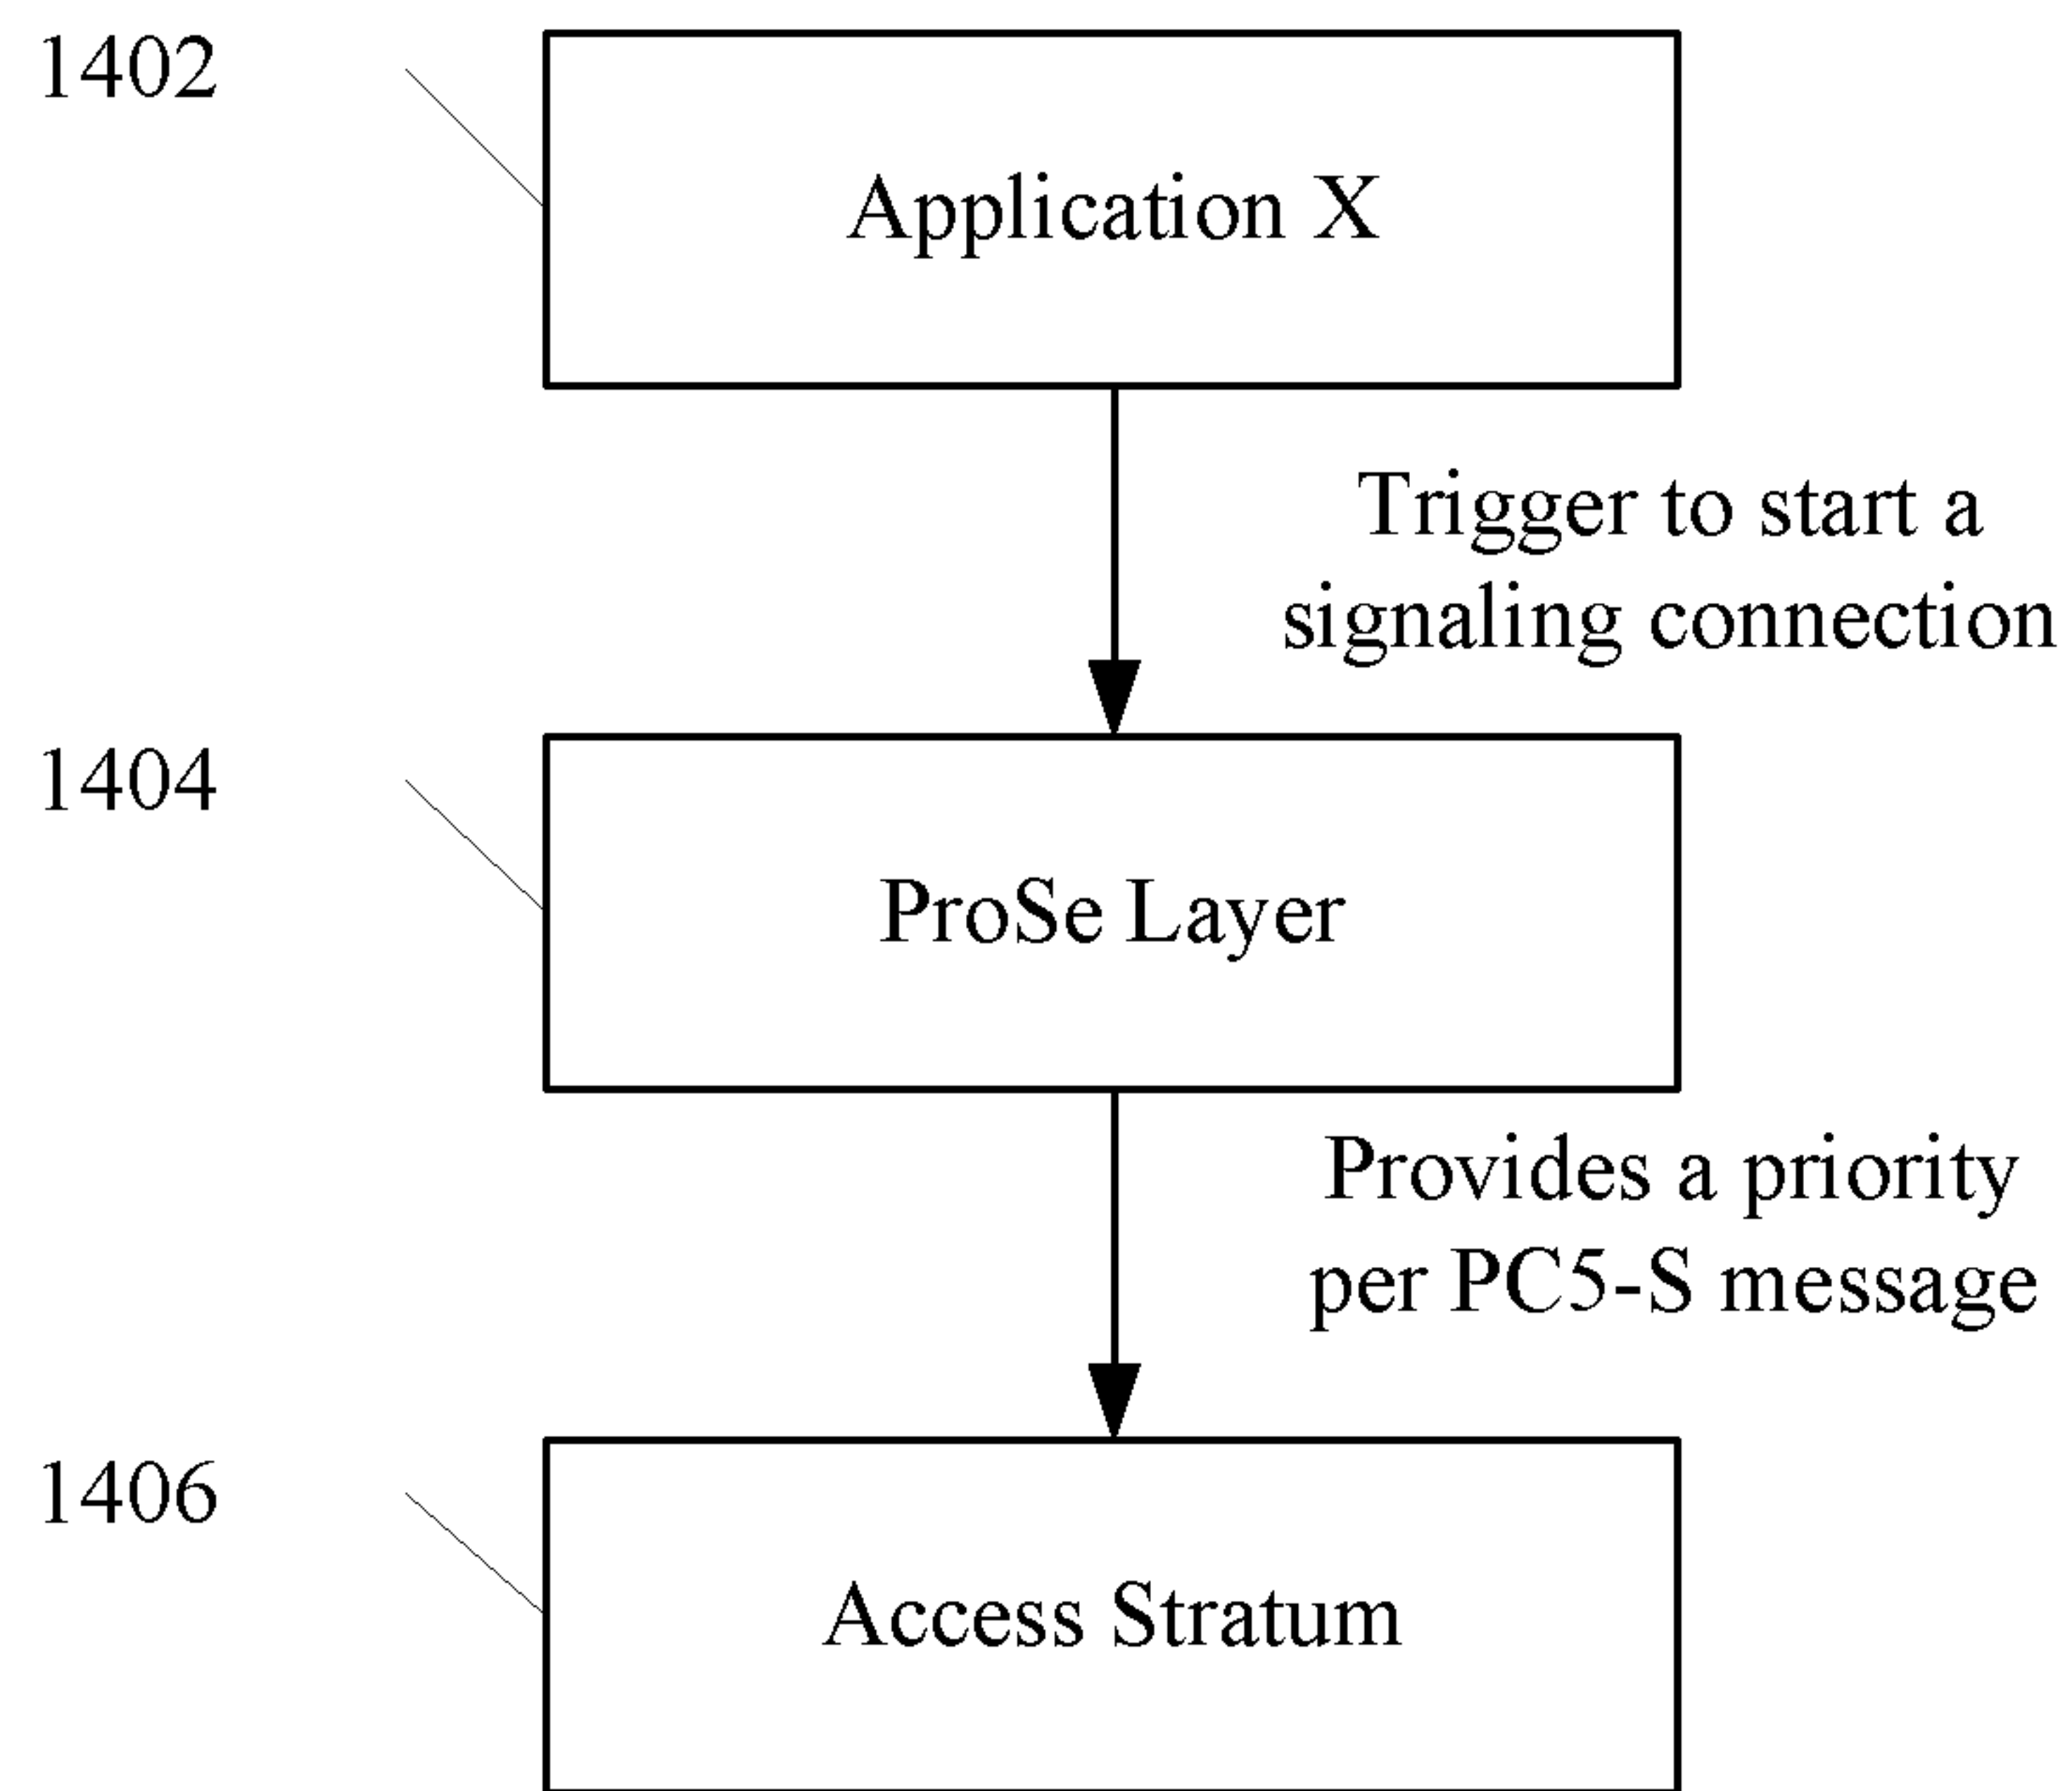 1402
Application X
Trigger to start a
signaling connection
1404
ProSe Layer
Provides a priority
per PC5-S message
1406
Access Stratum